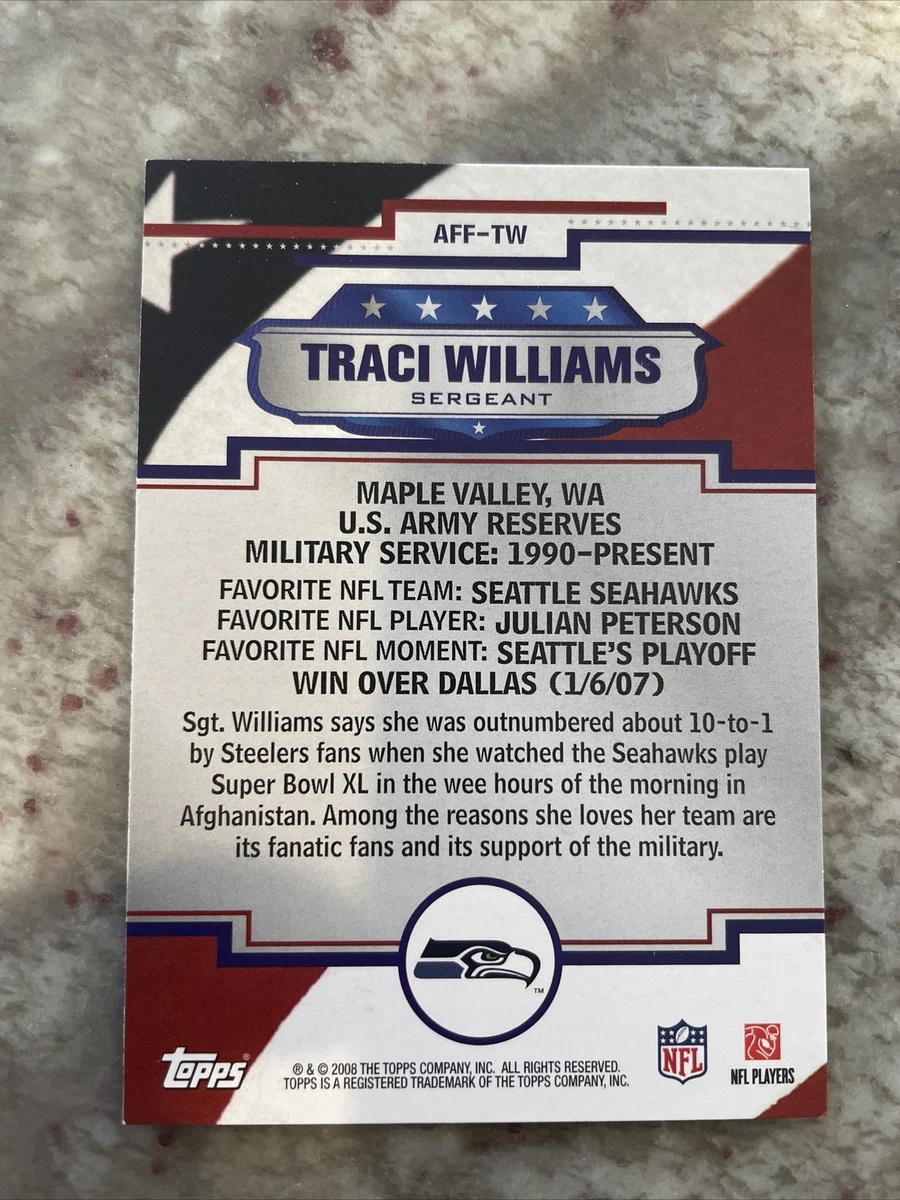 AFF-TW
TRACI WILLIAMS
SERGEANT
MAPLE VALLEY, WA
U.S. ARMY RESERVES
MILITARY SERVICE: 1990-PRESENT
FAVORITE NFL TEAM: SEATTLE SEAHAWKS
FAVORITE NFL PLAYER: JULIAN PETERSON
FAVORITE NFL MOMENT: SEATTLE'S PLAYOFF
WIN OVER DALLAS (1/6/07)
Sgt. Williams says she was outnumbered about 10-to-1
by Steelers fans when she watched the Seahawks play
Super Bowl XL in the wee hours of the morning in
Afghanistan. Among the reasons she loves her team are
its fanatic fans and its support of the military.
TM
Topps®
® & © 2008 THE TOPPS COMPANY, INC. ALL RIGHTS RESERVED.
TOPPS IS A REGISTERED TRADEMARK OF THE TOPPS COMPANY, INC.
NFL
NFL PLAYERS